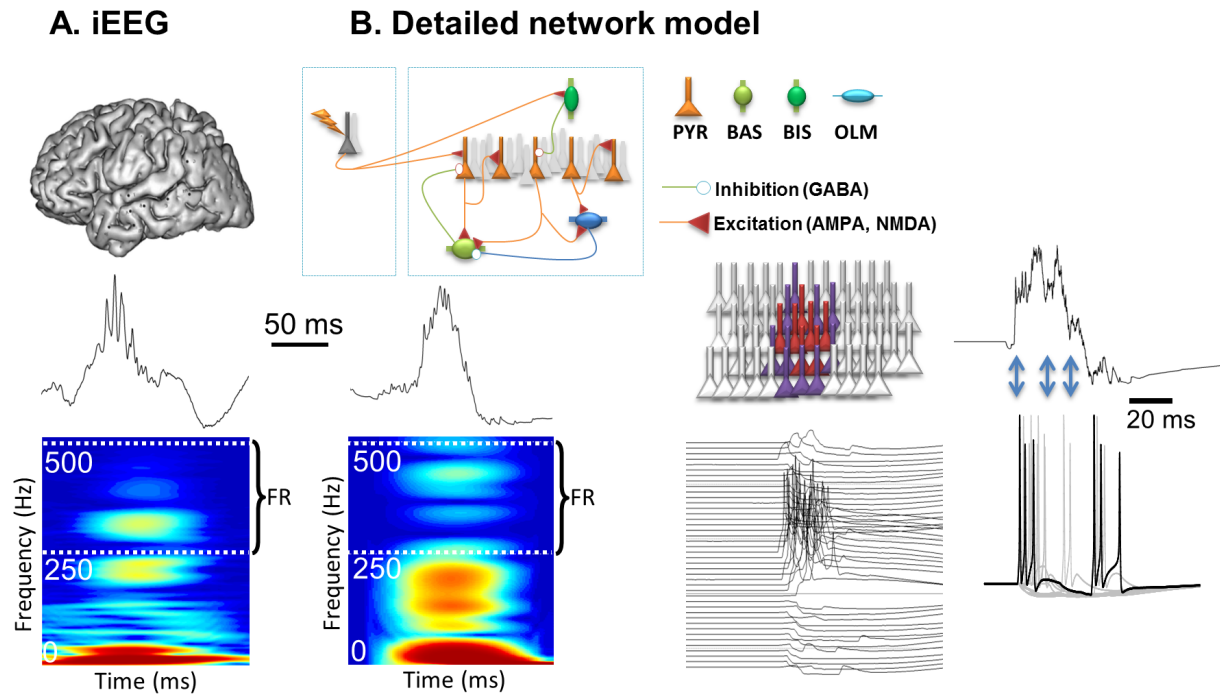 A. iEEG
B. Detailed network model
PYR
BAS
BIS
OLM
Inhibition (GABA)
Excitation (AMPA, NMDA)
50 ms
20 ms
Frequency (Hz)
500
250
0
FR
Time (ms)
Frequency (Hz)
500
250
0
FR
Time (ms)